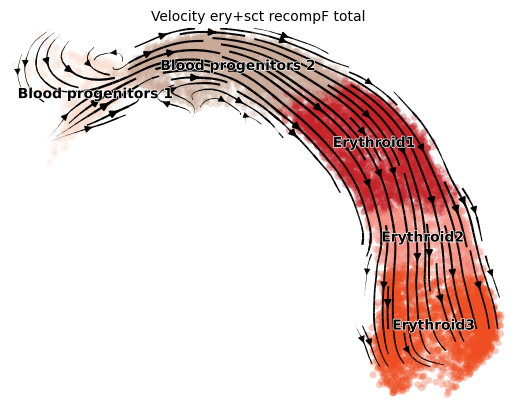 Velocity ery+sct recompF total
Blood progenitors 2
Blood progenitors 1
Erythroid1
Erythroid2
Erythroid3